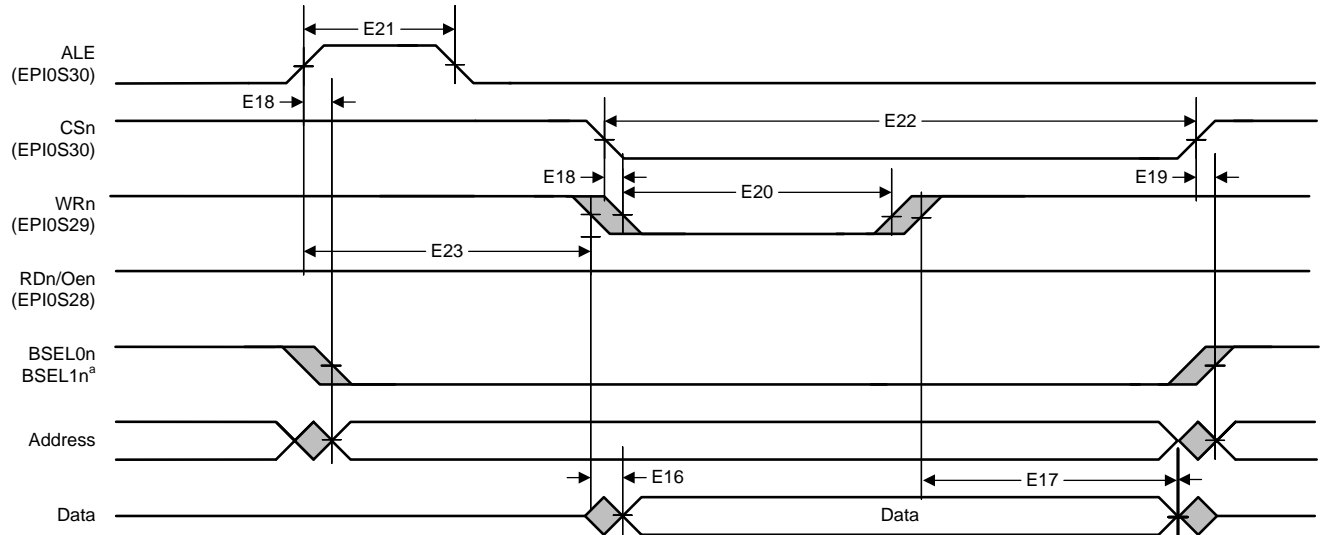 E21
ALE
(EPI0S30)
E18
CSn
(EPI0S30)
E22
E18
E20
E19
WRn
(EPI0S29)
E23
RDn/Oen
(EPI0S28)
BSEL0n
BSEL1nᵃ
Address
E16
E17
Data
Data